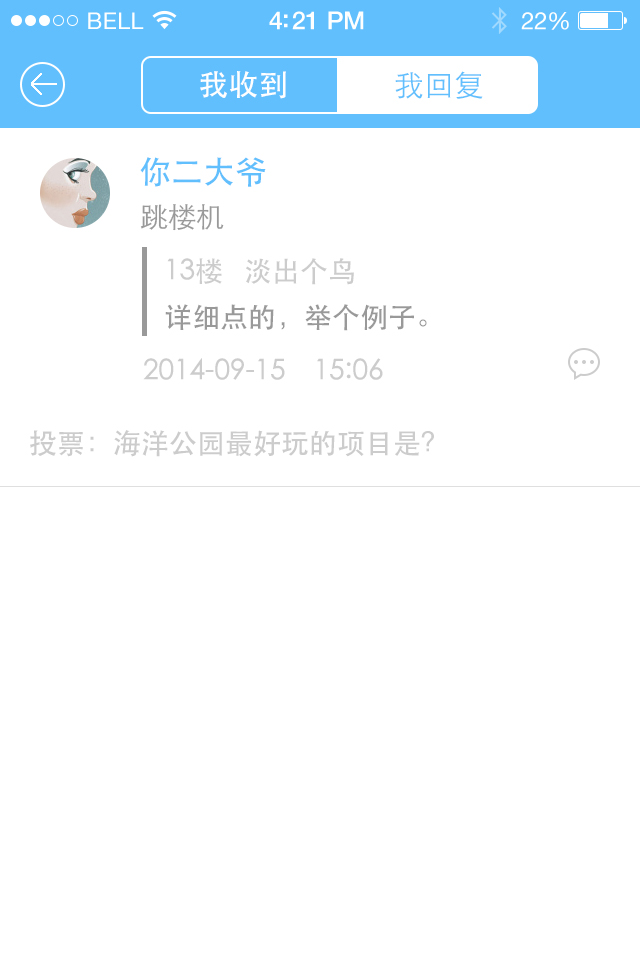 BELL 4:21 PM 22%
我收到 我回复
你二大爷
跳楼机
13楼 淡出个鸟
详细点的，举个例子。
2014-09-15 15:06
投票：海洋公园最好玩的项目是?